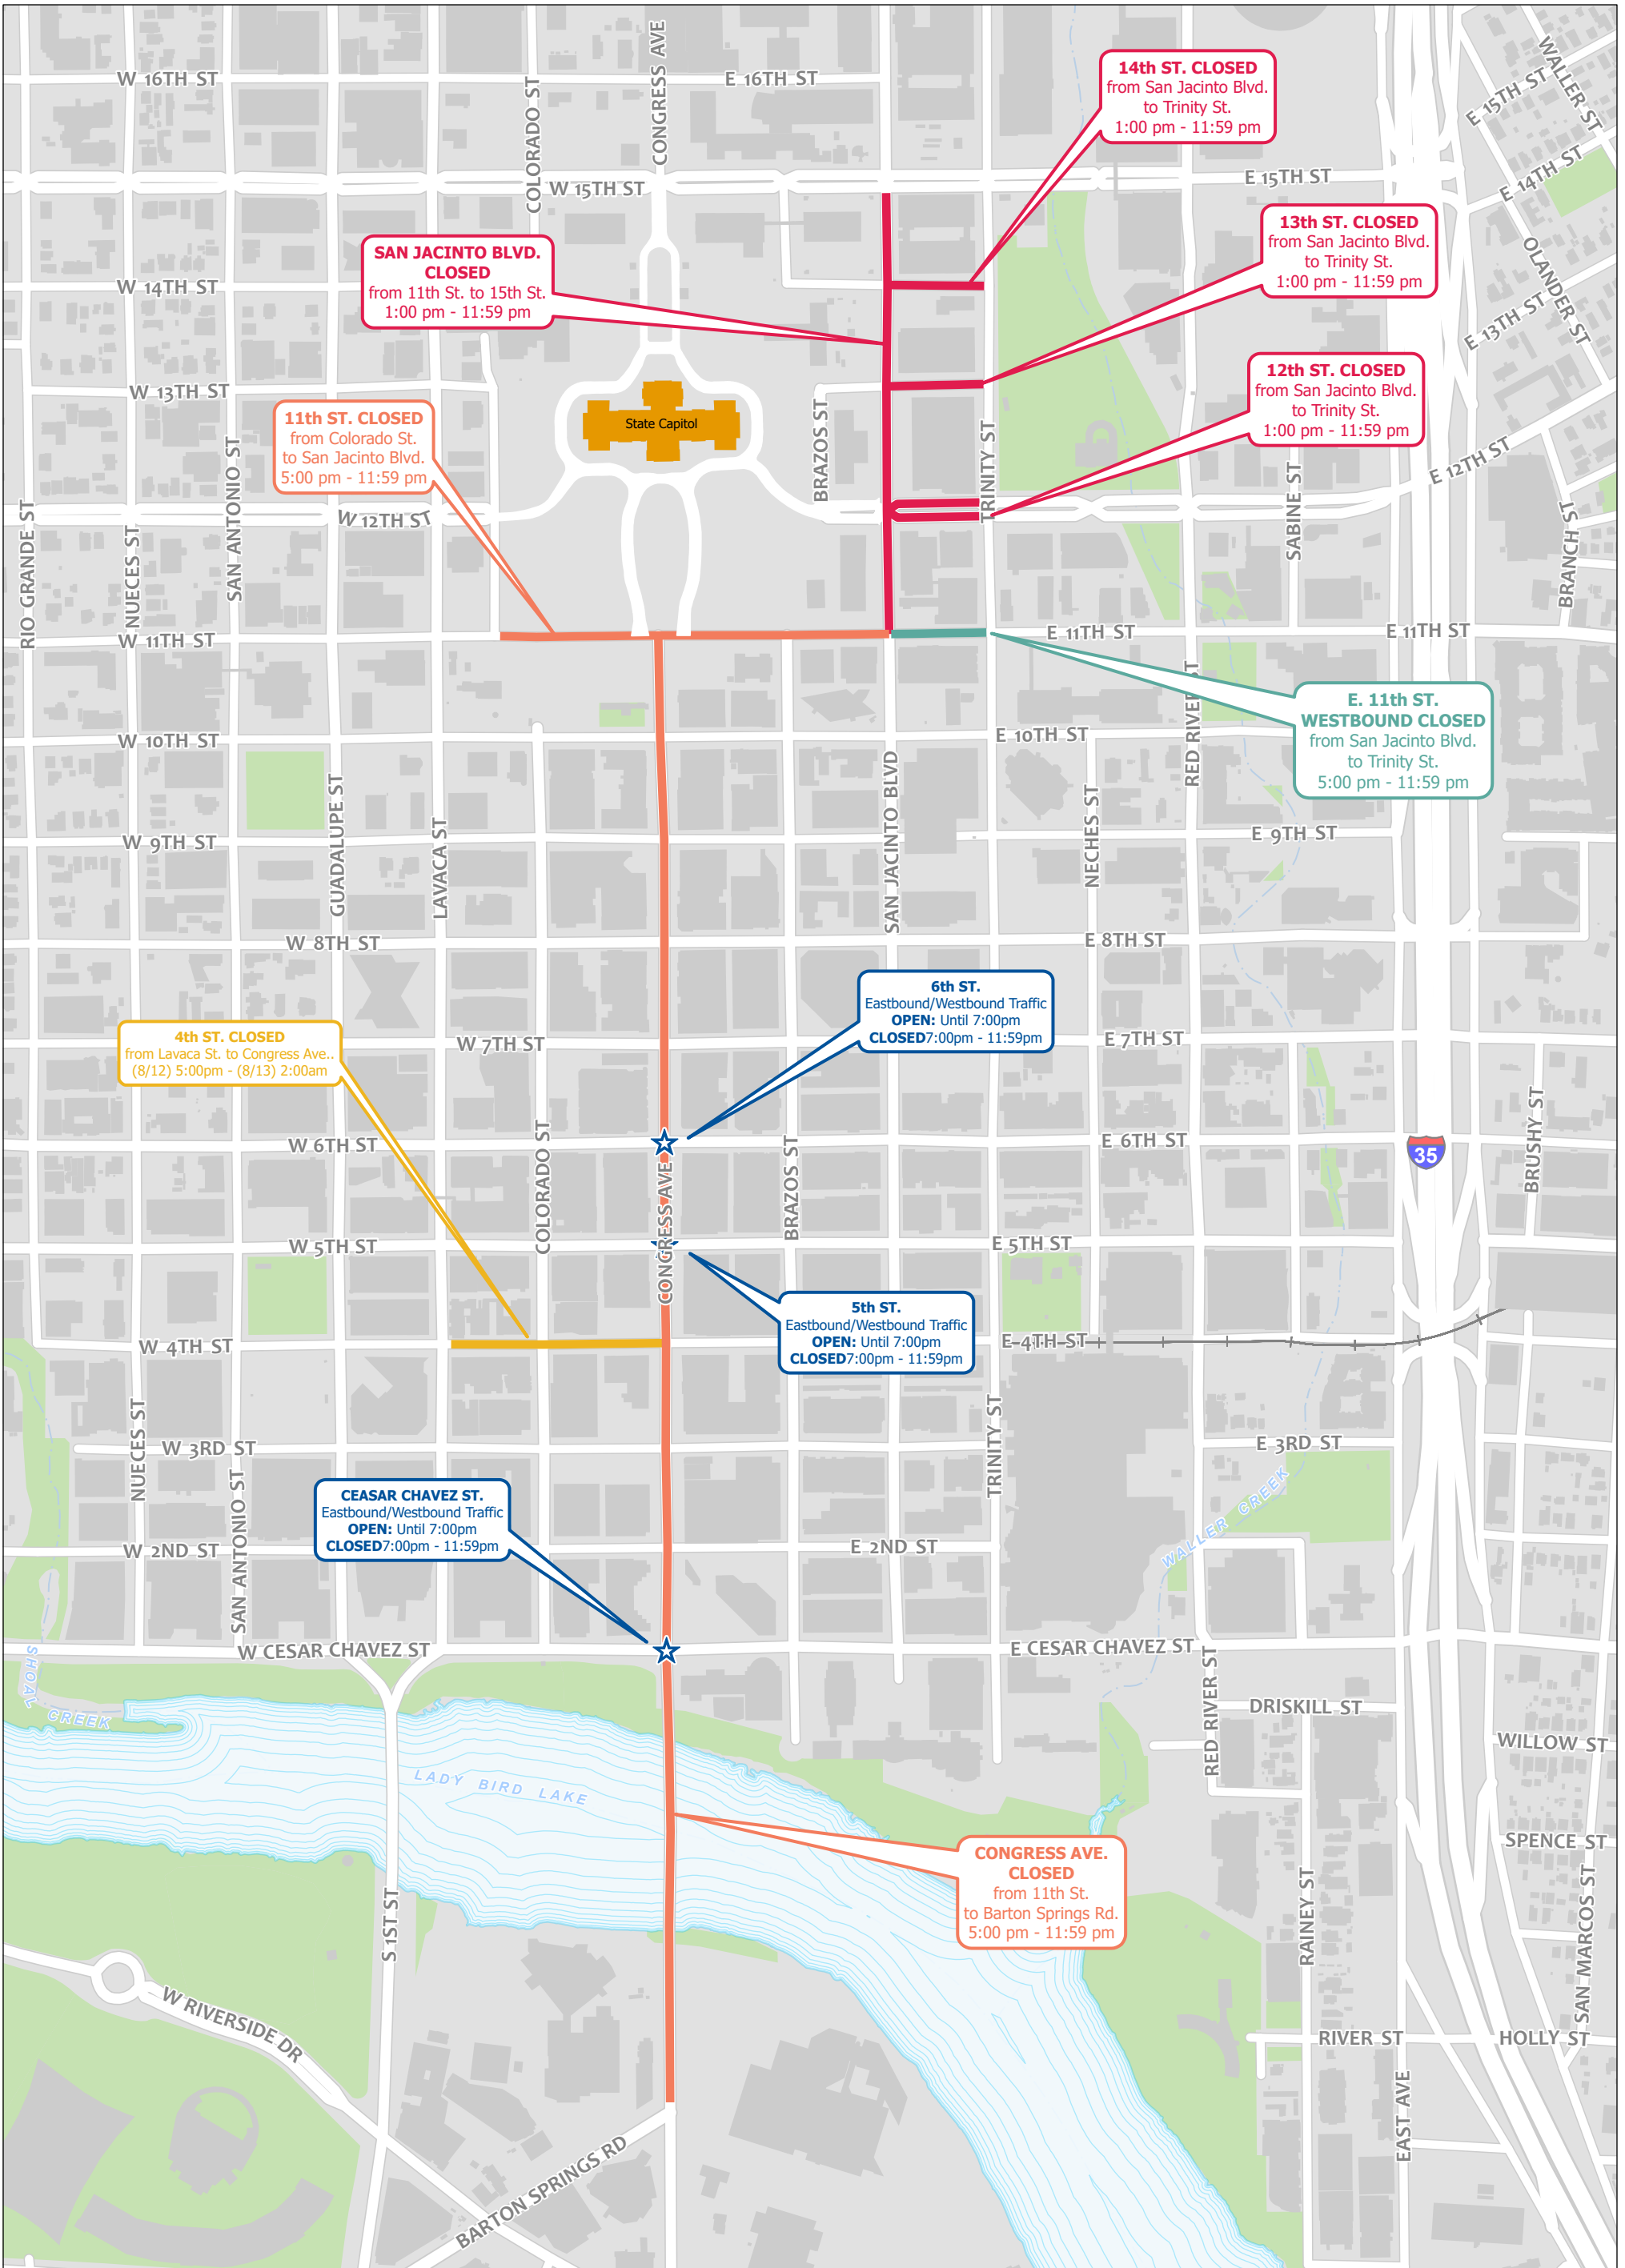 W 16TH ST
CONGRESS AVE
E 16TH ST
COLORADO ST
WALLER ST
E 15TH ST
14th ST. CLOSED
from San Jacinto Blvd.
to Trinity St.
1:00 pm - 11:59 pm
W 15TH ST
E 15TH ST
E 14TH ST
13th ST. CLOSED
from San Jacinto Blvd.
to Trinity St.
1:00 pm - 11:59 pm
SAN JACINTO BLVD.
CLOSED
from 11th St. to 15th St.
1:00 pm - 11:59 pm
W 14TH ST
OLANDER ST
E 13TH ST
12th ST. CLOSED
from San Jacinto Blvd.
to Trinity St.
1:00 pm - 11:59 pm
W 13TH ST
11th ST. CLOSED
from Colorado St.
to San Jacinto Blvd.
5:00 pm - 11:59 pm
State Capitol
BRAZOS ST
TRINITY ST
E 12TH ST
SAN ANTONIO ST
W 12TH ST
SABINE ST
RIO GRANDE ST
NUECES ST
BRANCH ST
W 11TH ST
E 11TH ST
E 11TH ST
E. 11th ST.
WESTBOUND CLOSED
from San Jacinto Blvd.
to Trinity St.
5:00 pm - 11:59 pm
RED RIVER ST
W 10TH ST
E 10TH ST
GUADALUPE ST
LAVACA ST
SAN JACINTO BLVD
NECHES ST
W 9TH ST
E 9TH ST
W 8TH ST
E 8TH ST
6th ST.
Eastbound/Westbound Traffic
OPEN: Until 7:00pm
CLOSED7:00pm - 11:59pm
4th ST. CLOSED
from Lavaca St. to Congress Ave..
(8/12) 5:00pm - (8/13) 2:00am
W 7TH ST
E 7TH ST
W 6TH ST
COLORADO ST
CONGRESS AVE
BRAZOS ST
E 6TH ST
35
BRUSHY ST
W 5TH ST
E 5TH ST
5th ST.
Eastbound/Westbound Traffic
OPEN: Until 7:00pm
CLOSED7:00pm - 11:59pm
W 4TH ST
E 4TH ST
NUECES ST
TRINITY ST
W 3RD ST
E 3RD ST
SAN ANTONIO ST
CEASAR CHAVEZ ST.
Eastbound/Westbound Traffic
OPEN: Until 7:00pm
CLOSED7:00pm - 11:59pm
WALLER CREEK
W 2ND ST
E 2ND ST
W CESAR CHAVEZ ST
E CESAR CHAVEZ ST
SHOAL CREEK
RED RIVER ST
DRISKILL ST
WILLOW ST
LADY BIRD LAKE
SPENCE ST
CONGRESS AVE.
CLOSED
from 11th St.
to Barton Springs Rd.
5:00 pm - 11:59 pm
S 1ST ST
RAINEY ST
SAN MARCOS ST
W RIVERSIDE DR
RIVER ST
HOLLY ST
EAST AVE
BARTON SPRINGS RD